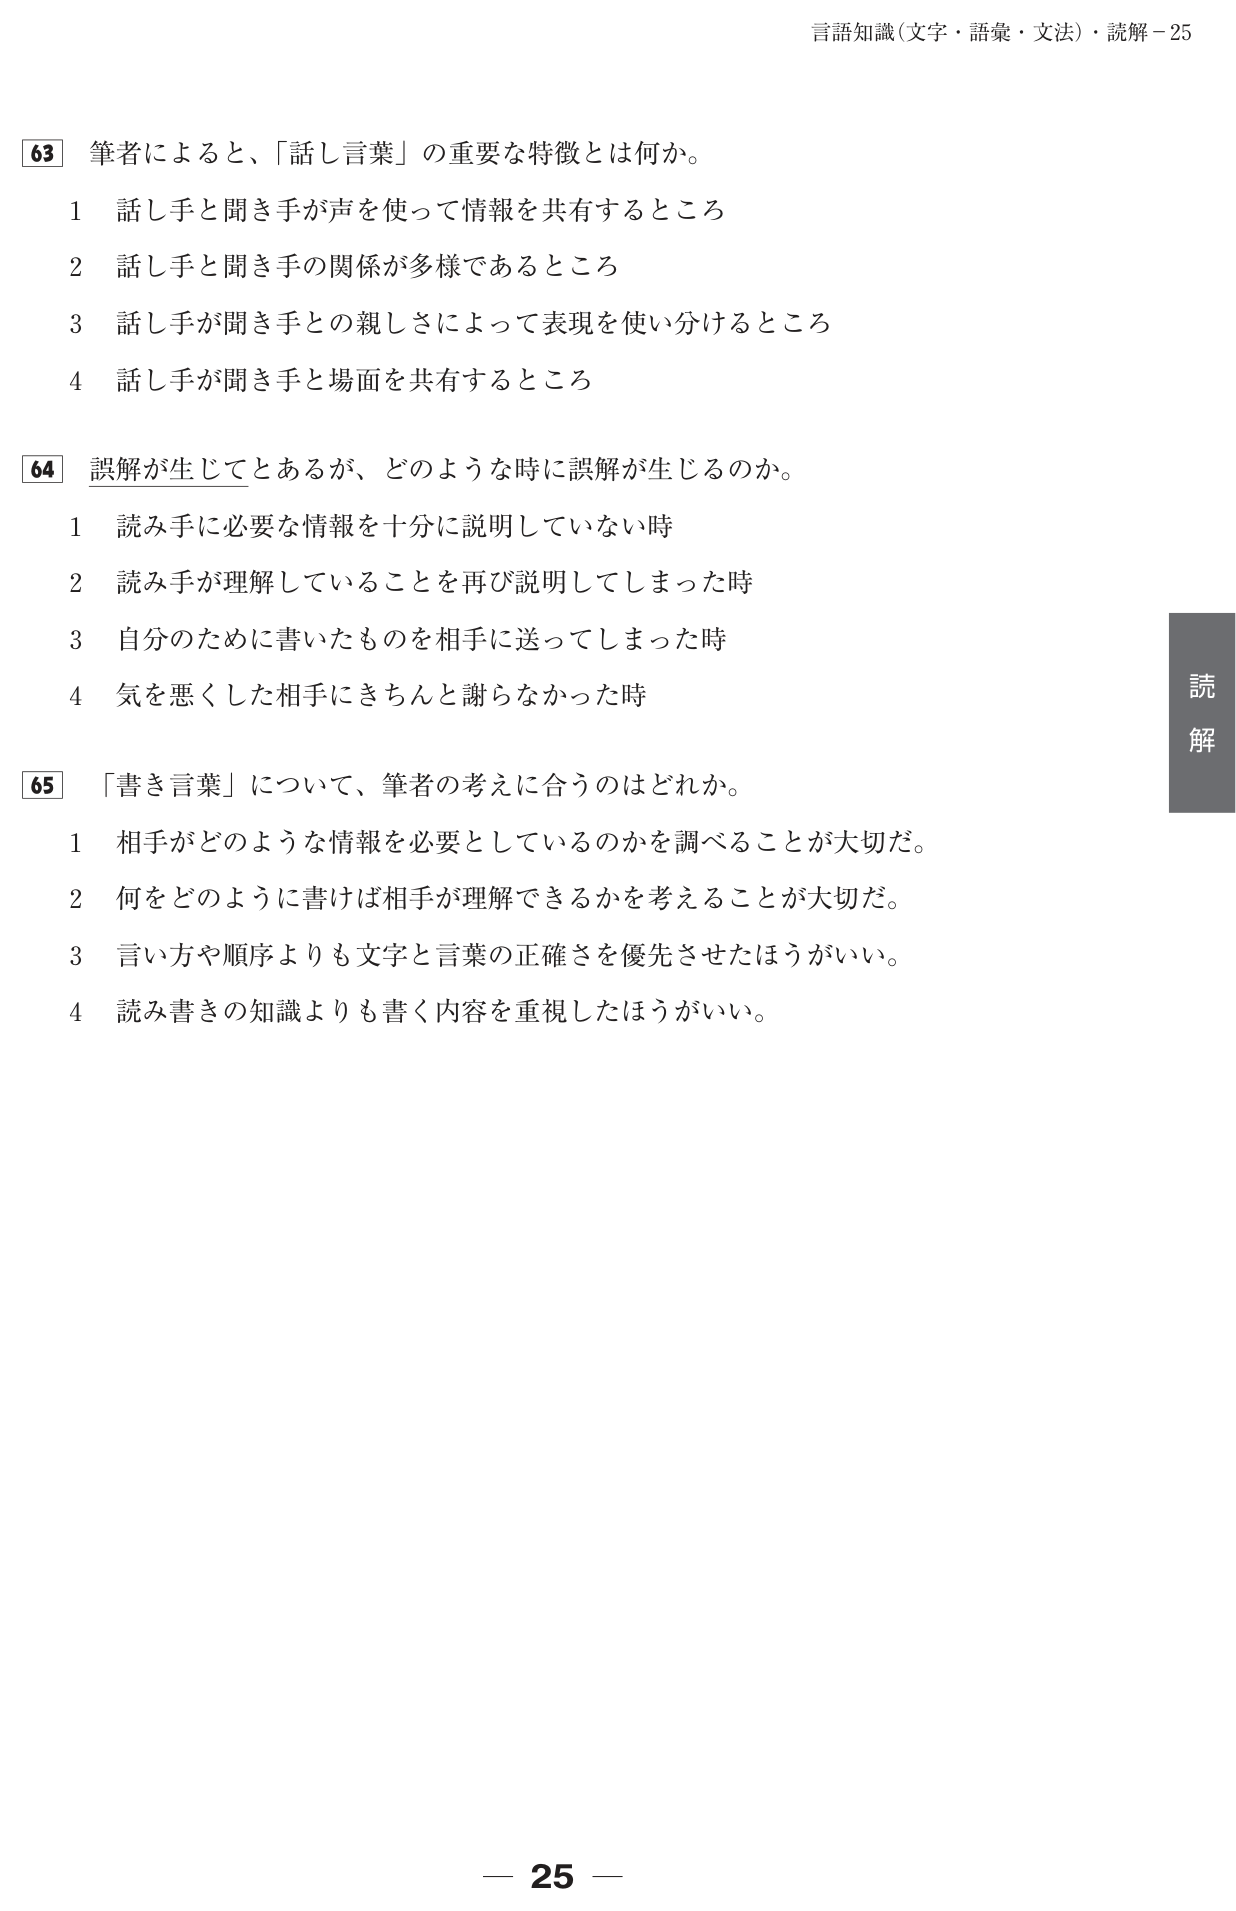 言語知識(文字・語彙・文法)・読解－25
63 筆者によると、「話し言葉」の重要な特徴とは何か。
1 話し手と聞き手が声を使って情報を共有するところ
2 話し手と聞き手の関係が多様であるところ
3 話し手が聞き手との親しさによって表現を使い分けるところ
4 話し手が聞き手と場面を共有するところ
64 誤解が生じてとあるが、どのような時に誤解が生じるのか。
1 読み手に必要な情報を十分に説明していない時
2 読み手が理解していることを再び説明してしまった時
3 自分のために書いたものを相手に送ってしまった時
4 気を悪くした相手にきちんと謝らなかった時
65 「書き言葉」について、筆者の考えに合うのはどれか。
1 相手がどのような情報を必要としているのかを調べることが大切だ。
2 何をどのように書けば相手が理解できるかを考えることが大切だ。
3 言い方や順序よりも文字と言葉の正確さを優先させたほうがいい。
4 読み書きの知識よりも書く内容を重視したほうがいい。
読解
— 25 —